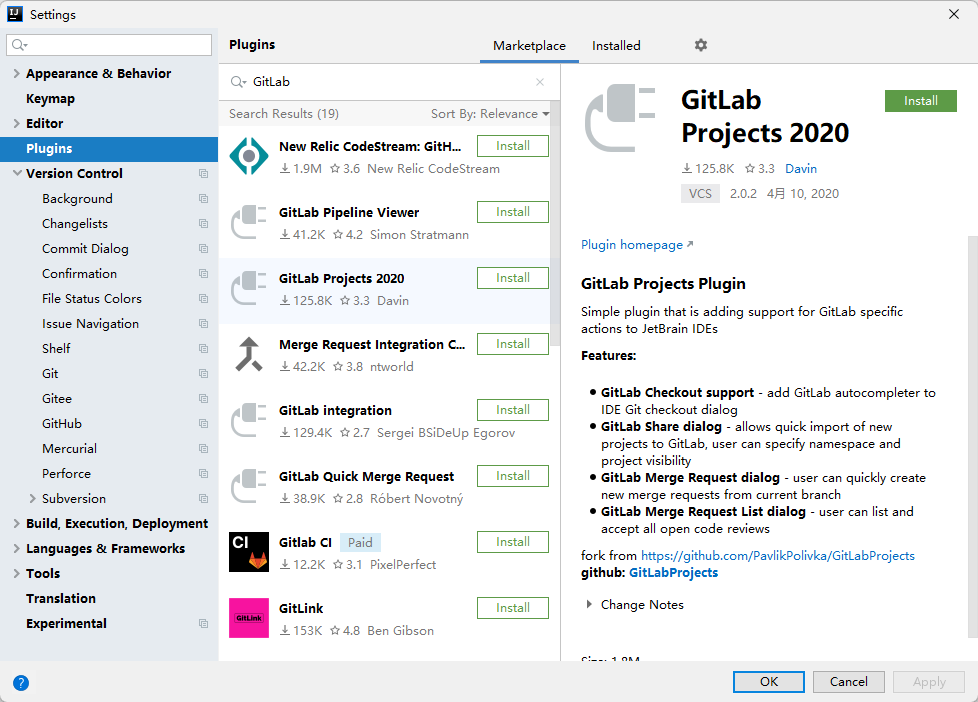 Settings
Plugins
Marketplace
Installed
Appearance & Behavior
Keymap
Editor
Plugins
Version Control
Background
Changelists
Commit Dialog
Confirmation
File Status Colors
Issue Navigation
Shelf
Git
Gitee
GitHub
Mercurial
Perforce
Subversion
Build, Execution, Deployment
Languages & Frameworks
Tools
Translation
Experimental
GitLab
Search Results (19)
Sort By: Relevance
New Relic CodeStream: GitH...
Install
1.9M 3.6 New Relic CodeStream
GitLab Pipeline Viewer
Install
41.2K 4.2 Simon Stratmann
GitLab Projects 2020
Install
125.8K 3.3 Davin
Merge Request Integration C...
Install
42.2K 3.8 ntworld
GitLab integration
Install
129.4K 2.7 Sergei BSiDeUp Egorov
GitLab Quick Merge Request
Install
38.9K 2.8 Róbert Novotný
CI
Gitlab CI Paid
Install
12.2K 3.1 PixelPerfect
GitLink
GitLink
Install
153K 4.8 Ben Gibson
GitLab
Projects 2020
Install
125.8K 3.3 Davin
VCS 2.0.2 4月 10, 2020
Plugin homepage
GitLab Projects Plugin
Simple plugin that is adding support for GitLab specific
actions to JetBrain IDEs
Features:
GitLab Checkout support - add GitLab autocompleter to
IDE Git checkout dialog
GitLab Share dialog - allows quick import of new
projects to GitLab, user can specify namespace and
project visibility
GitLab Merge Request dialog - user can quickly create
new merge requests from current branch
GitLab Merge Request List dialog - user can list and
accept all open code reviews
fork from https://github.com/PavlikPolivka/GitLabProjects
github: GitLabProjects
Change Notes
Size: 1.8M
?
OK
Cancel
Apply